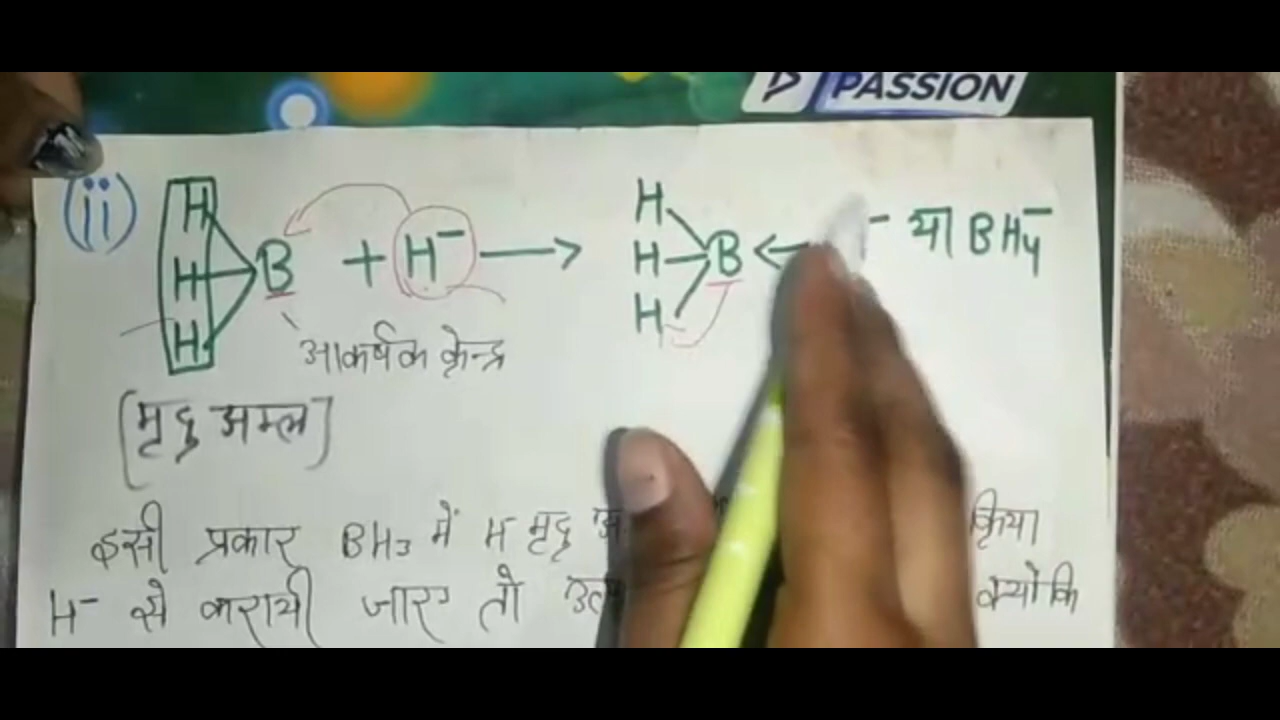 PASSION
(ii) H H H B + H⁻ → H H H B ← ⁻ या BH₄⁻
आकर्षक केन्द्र
[मृदु अम्ल]
इसी प्रकार BH₃ में H मृदु क्रिया
H⁻ से करायी जाए तो क्योंकि